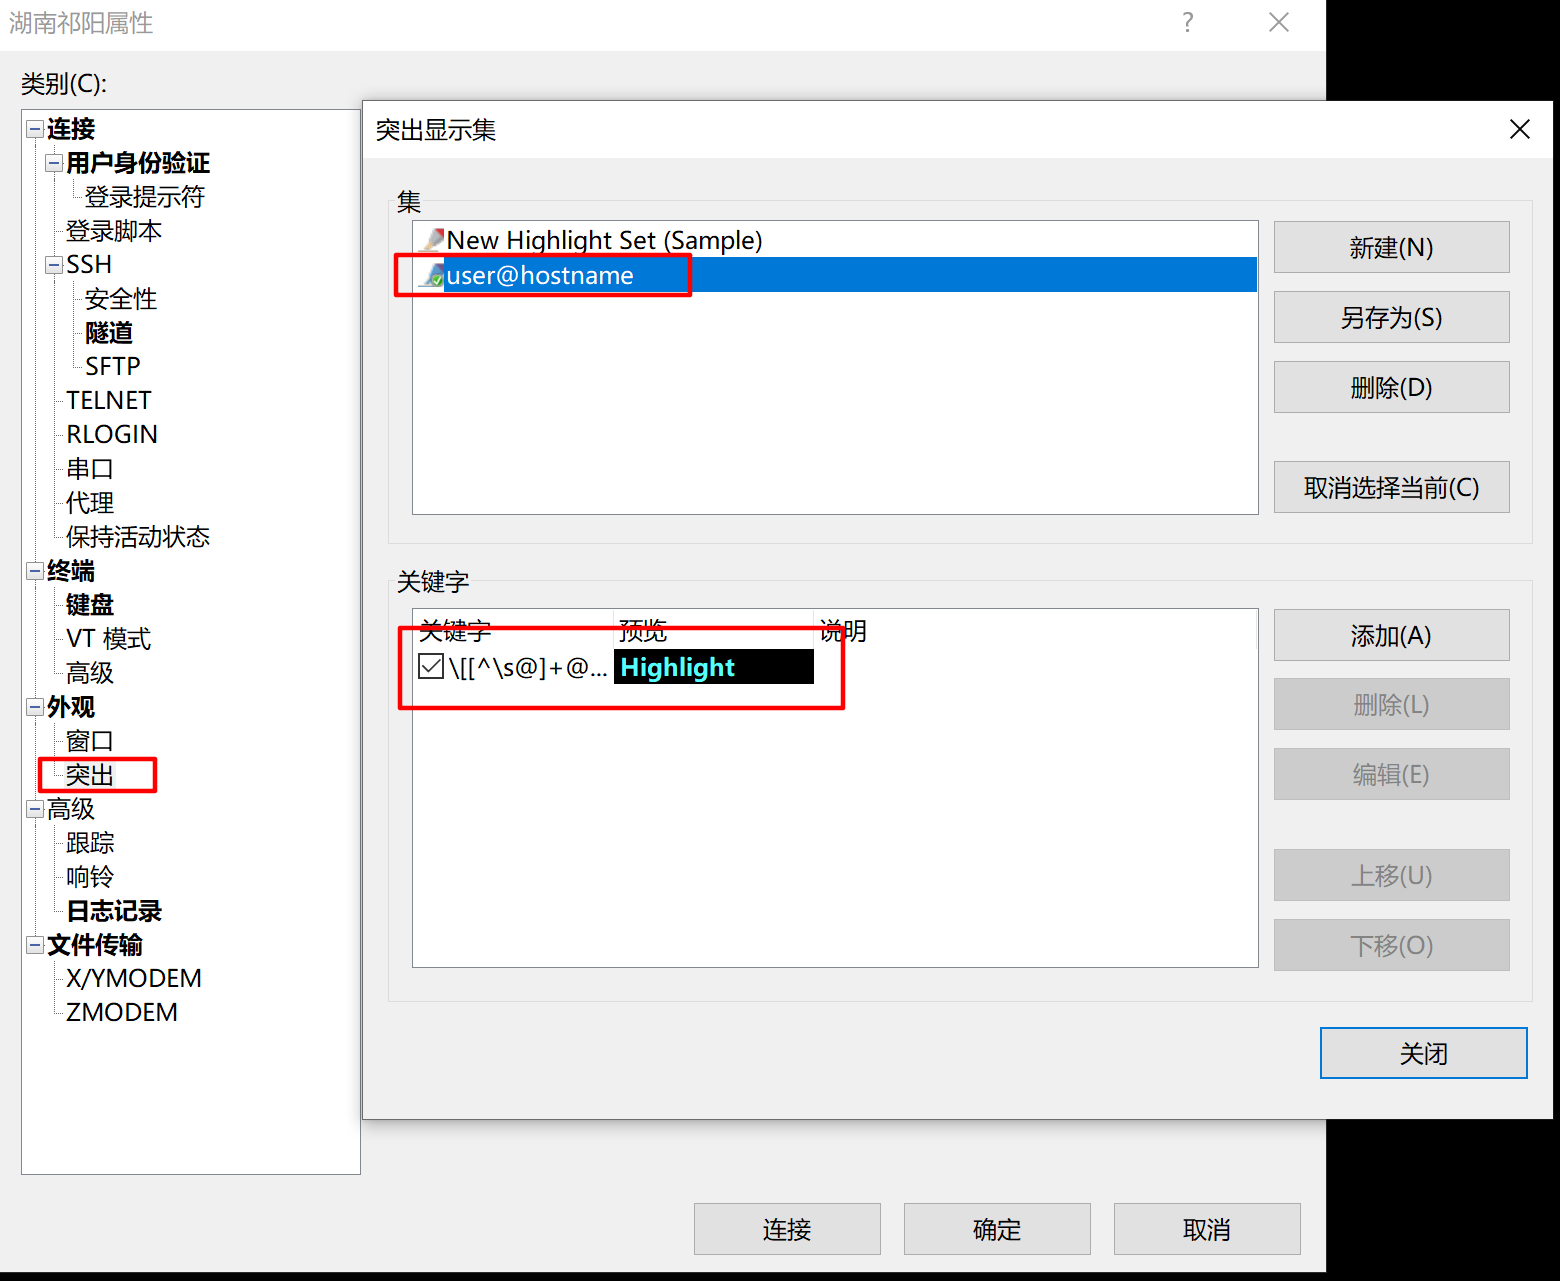 湖南祁阳属性
类别(C):
连接
用户身份验证
登录提示符
登录脚本
SSH
安全性
隧道
SFTP
TELNET
RLOGIN
串口
代理
保持活动状态
终端
键盘
VT 模式
高级
外观
窗口
突出
高级
跟踪
响铃
日志记录
文件传输
X/YMODEM
ZMODEM
突出显示集
集
New Highlight Set (Sample)
user@hostname
新建(N)
另存为(S)
删除(D)
取消选择当前(C)
关键字
关键字 预览 说明
\[[^\s@]+@... Highlight
添加(A)
删除(L)
编辑(E)
上移(U)
下移(O)
关闭
连接 确定 取消